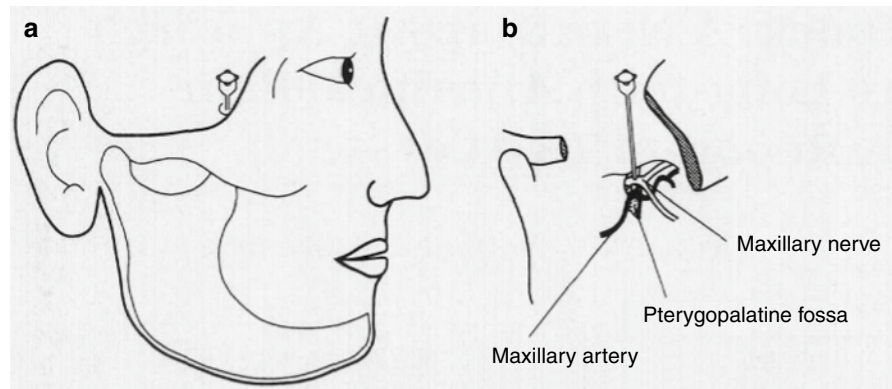 a
b
Maxillary nerve
Pterygopalatine fossa
Maxillary artery